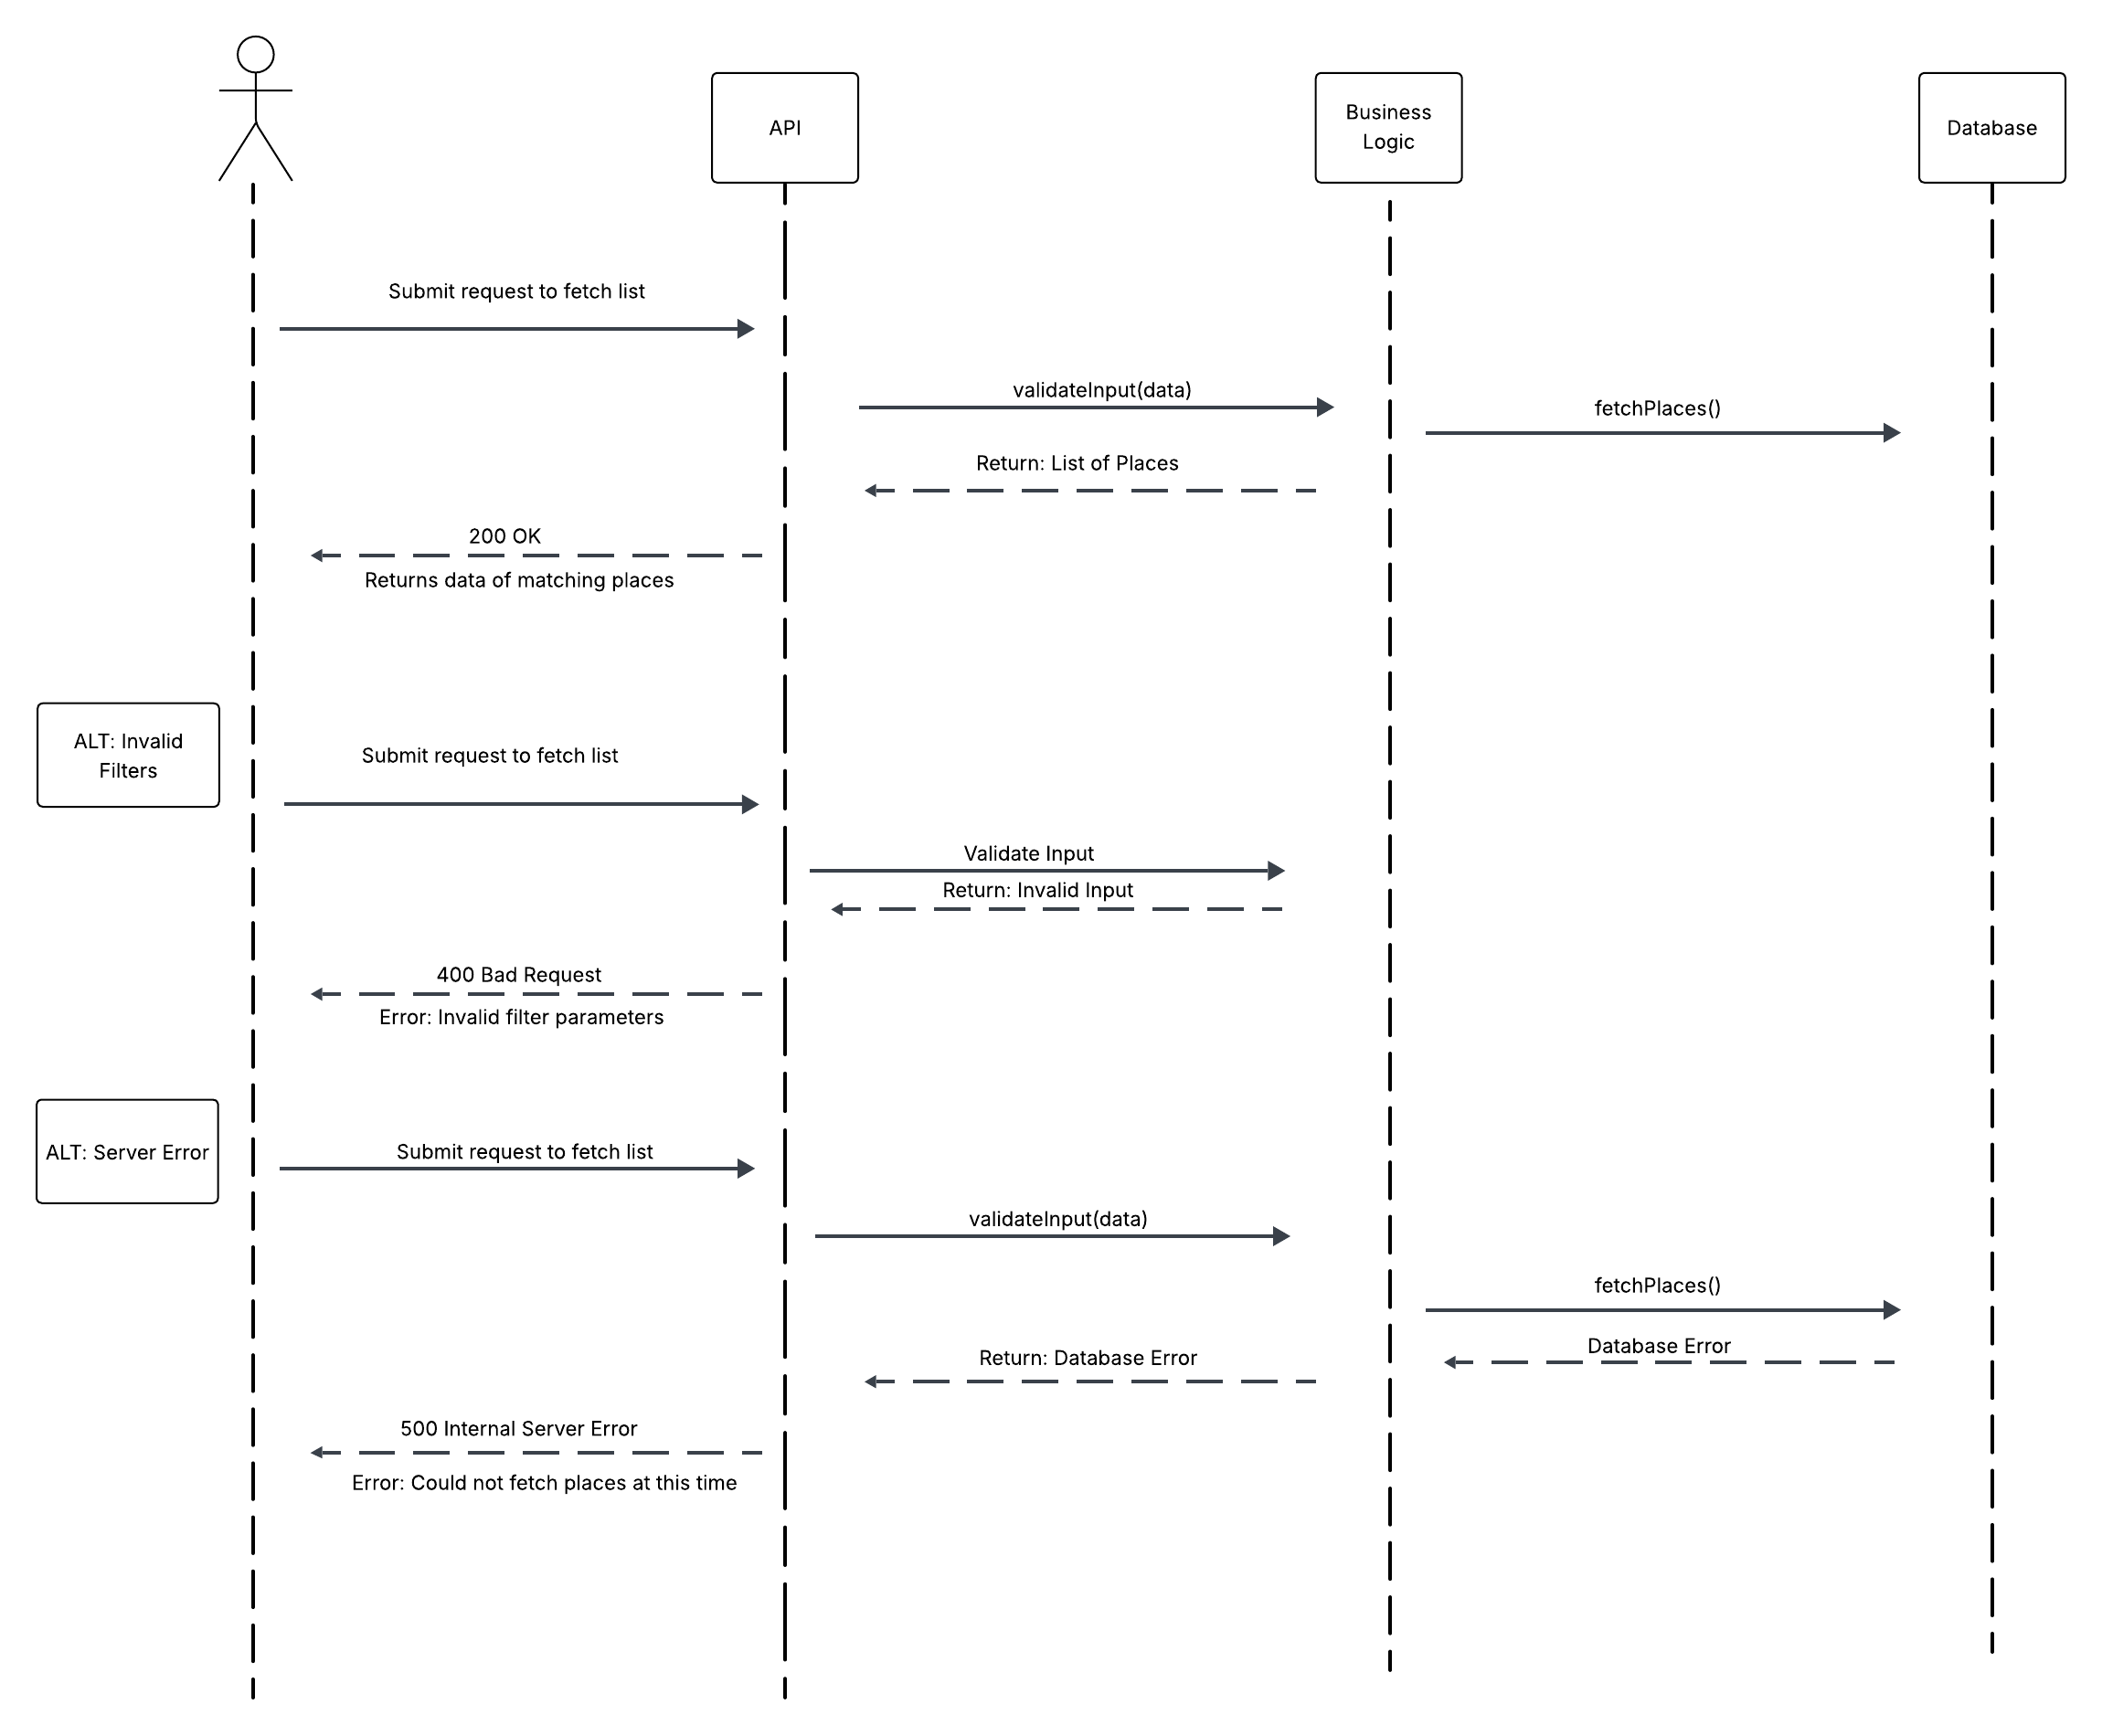 API
Business
Logic
Database
Submit request to fetch list
validateInput(data)
fetchPlaces()
Return: List of Places
200 OK
Returns data of matching places
ALT: Invalid
Filters
Submit request to fetch list
Validate Input
Return: Invalid Input
400 Bad Request
Error: Invalid filter parameters
ALT: Server Error
Submit request to fetch list
validateInput(data)
fetchPlaces()
Database Error
Return: Database Error
500 Internal Server Error
Error: Could not fetch places at this time